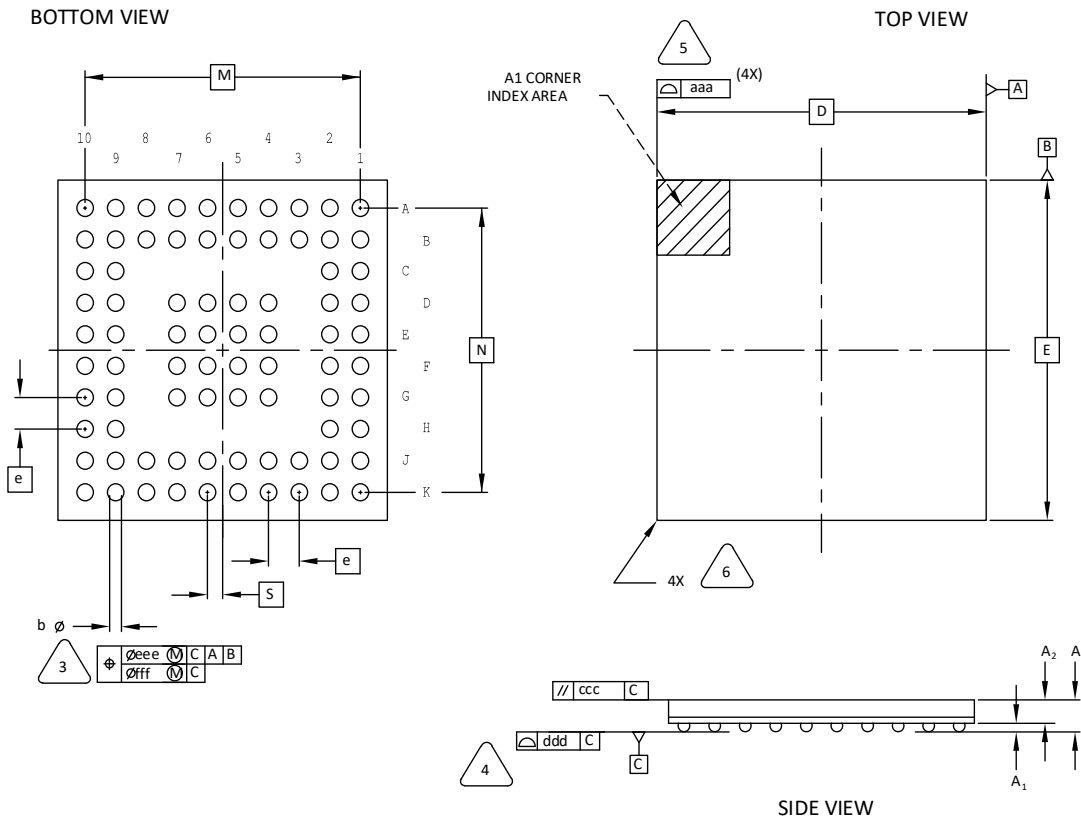 BOTTOM VIEW
TOP VIEW
M
10 8 6 4 2
9 7 5 3 1
A
B
C
D
E
F
G
H
J
K
N
e
e
S
b ø
3
⌖ Øeee Ⓜ C A B
Øfff Ⓜ C
5
A1 CORNER
INDEX AREA
⌓ aaa (4X)
D
A
B
E
4X
6
// ccc C
⌓ ddd C
4
C
A2 A
A1
SIDE VIEW